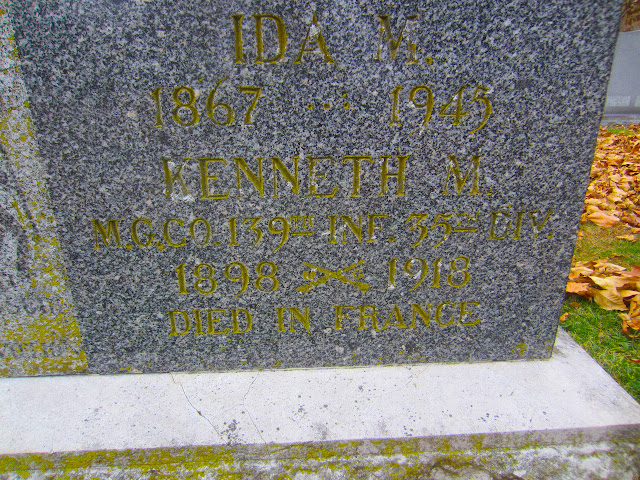 IDA M.
1867 ... 1945
KENNETH M.
M.G.CO. 139TH INF. 35TH DIV.
1898 1918
DIED IN FRANCE